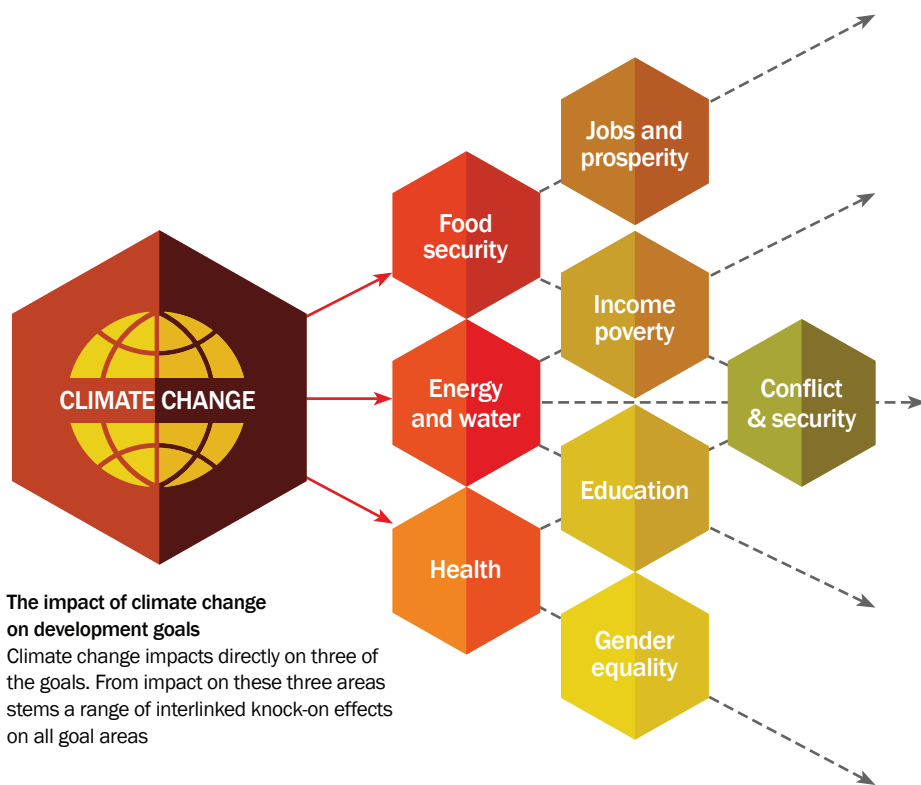 Jobs and
prosperity
Food
security
Income
poverty
CLIMATE CHANGE
Energy
and water
Conflict
& security
Education
Health
Gender
equality
The impact of climate change
on development goals
Climate change impacts directly on three of
the goals. From impact on these three areas
stems a range of interlinked knock-on effects
on all goal areas